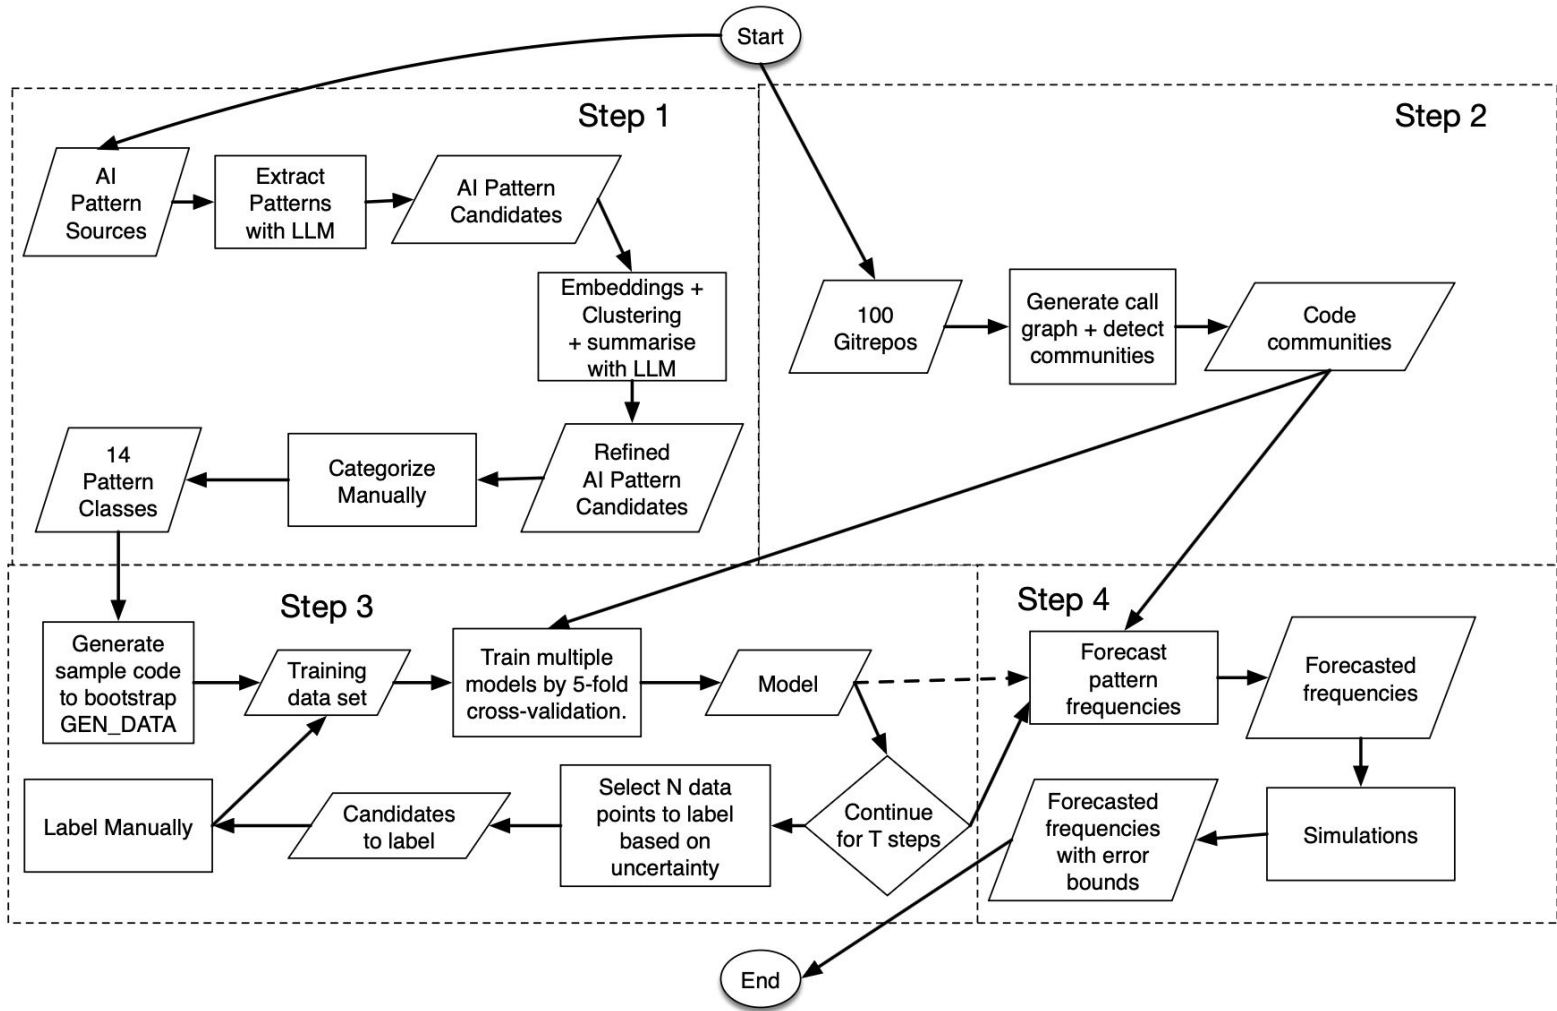 Start
Step 1
AI
Pattern
Sources
Extract
Patterns
with LLM
AI Pattern
Candidates
Embeddings +
Clustering
+ summarise
with LLM
Refined
AI Pattern
Candidates
Categorize
Manually
14
Pattern
Classes
Step 2
100
Gitrepos
Generate call
graph + detect
communities
Code
communities
Step 3
Generate
sample code
to bootstrap
GEN_DATA
Training
data set
Train multiple
models by 5-fold
cross-validation.
Model
Continue
for T steps
Select N data
points to label
based on
uncertainty
Candidates
to label
Label Manually
Step 4
Forecast
pattern
frequencies
Forecasted
frequencies
Simulations
Forecasted
frequencies
with error
bounds
End